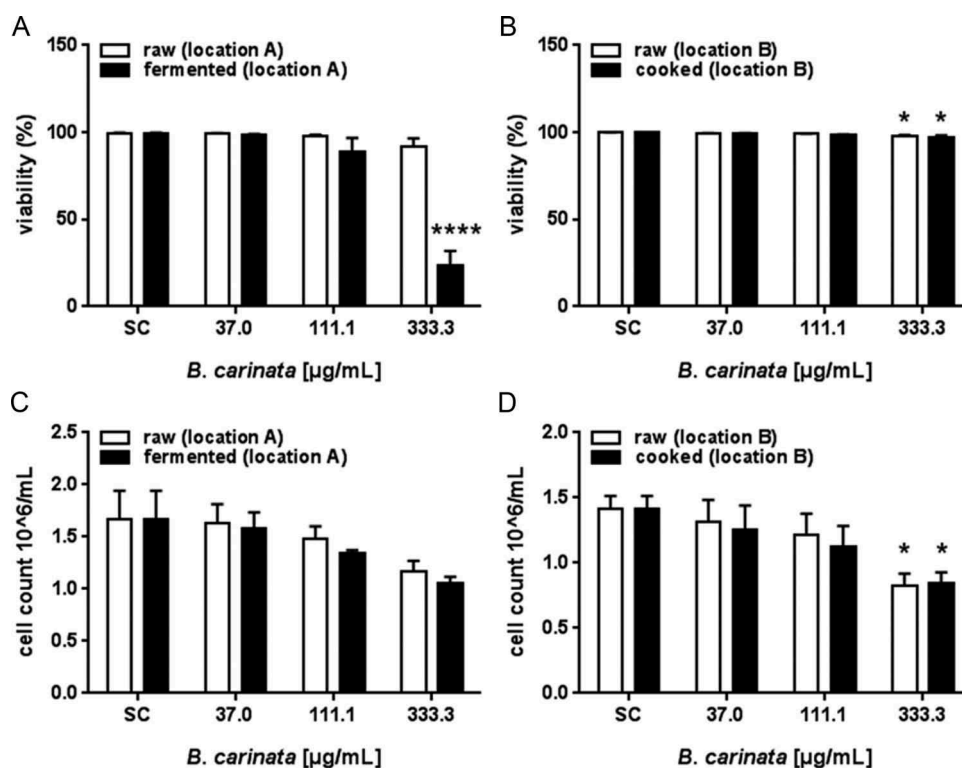 A
viability (%)
150
100
50
0
raw (location A)
fermented (location A)
****
SC 37.0 111.1 333.3
B. carinata [µg/mL]
B
viability (%)
150
100
50
0
raw (location B)
cooked (location B)
* *
SC 37.0 111.1 333.3
B. carinata [µg/mL]
C
cell count 10^6/mL
2.5
2.0
1.5
1.0
0.5
0.0
raw (location A)
fermented (location A)
SC 37.0 111.1 333.3
B. carinata [µg/mL]
D
cell count 10^6/mL
2.0
1.5
1.0
0.5
0.0
raw (location B)
cooked (location B)
* *
SC 37.0 111.1 333.3
B. carinata [µg/mL]